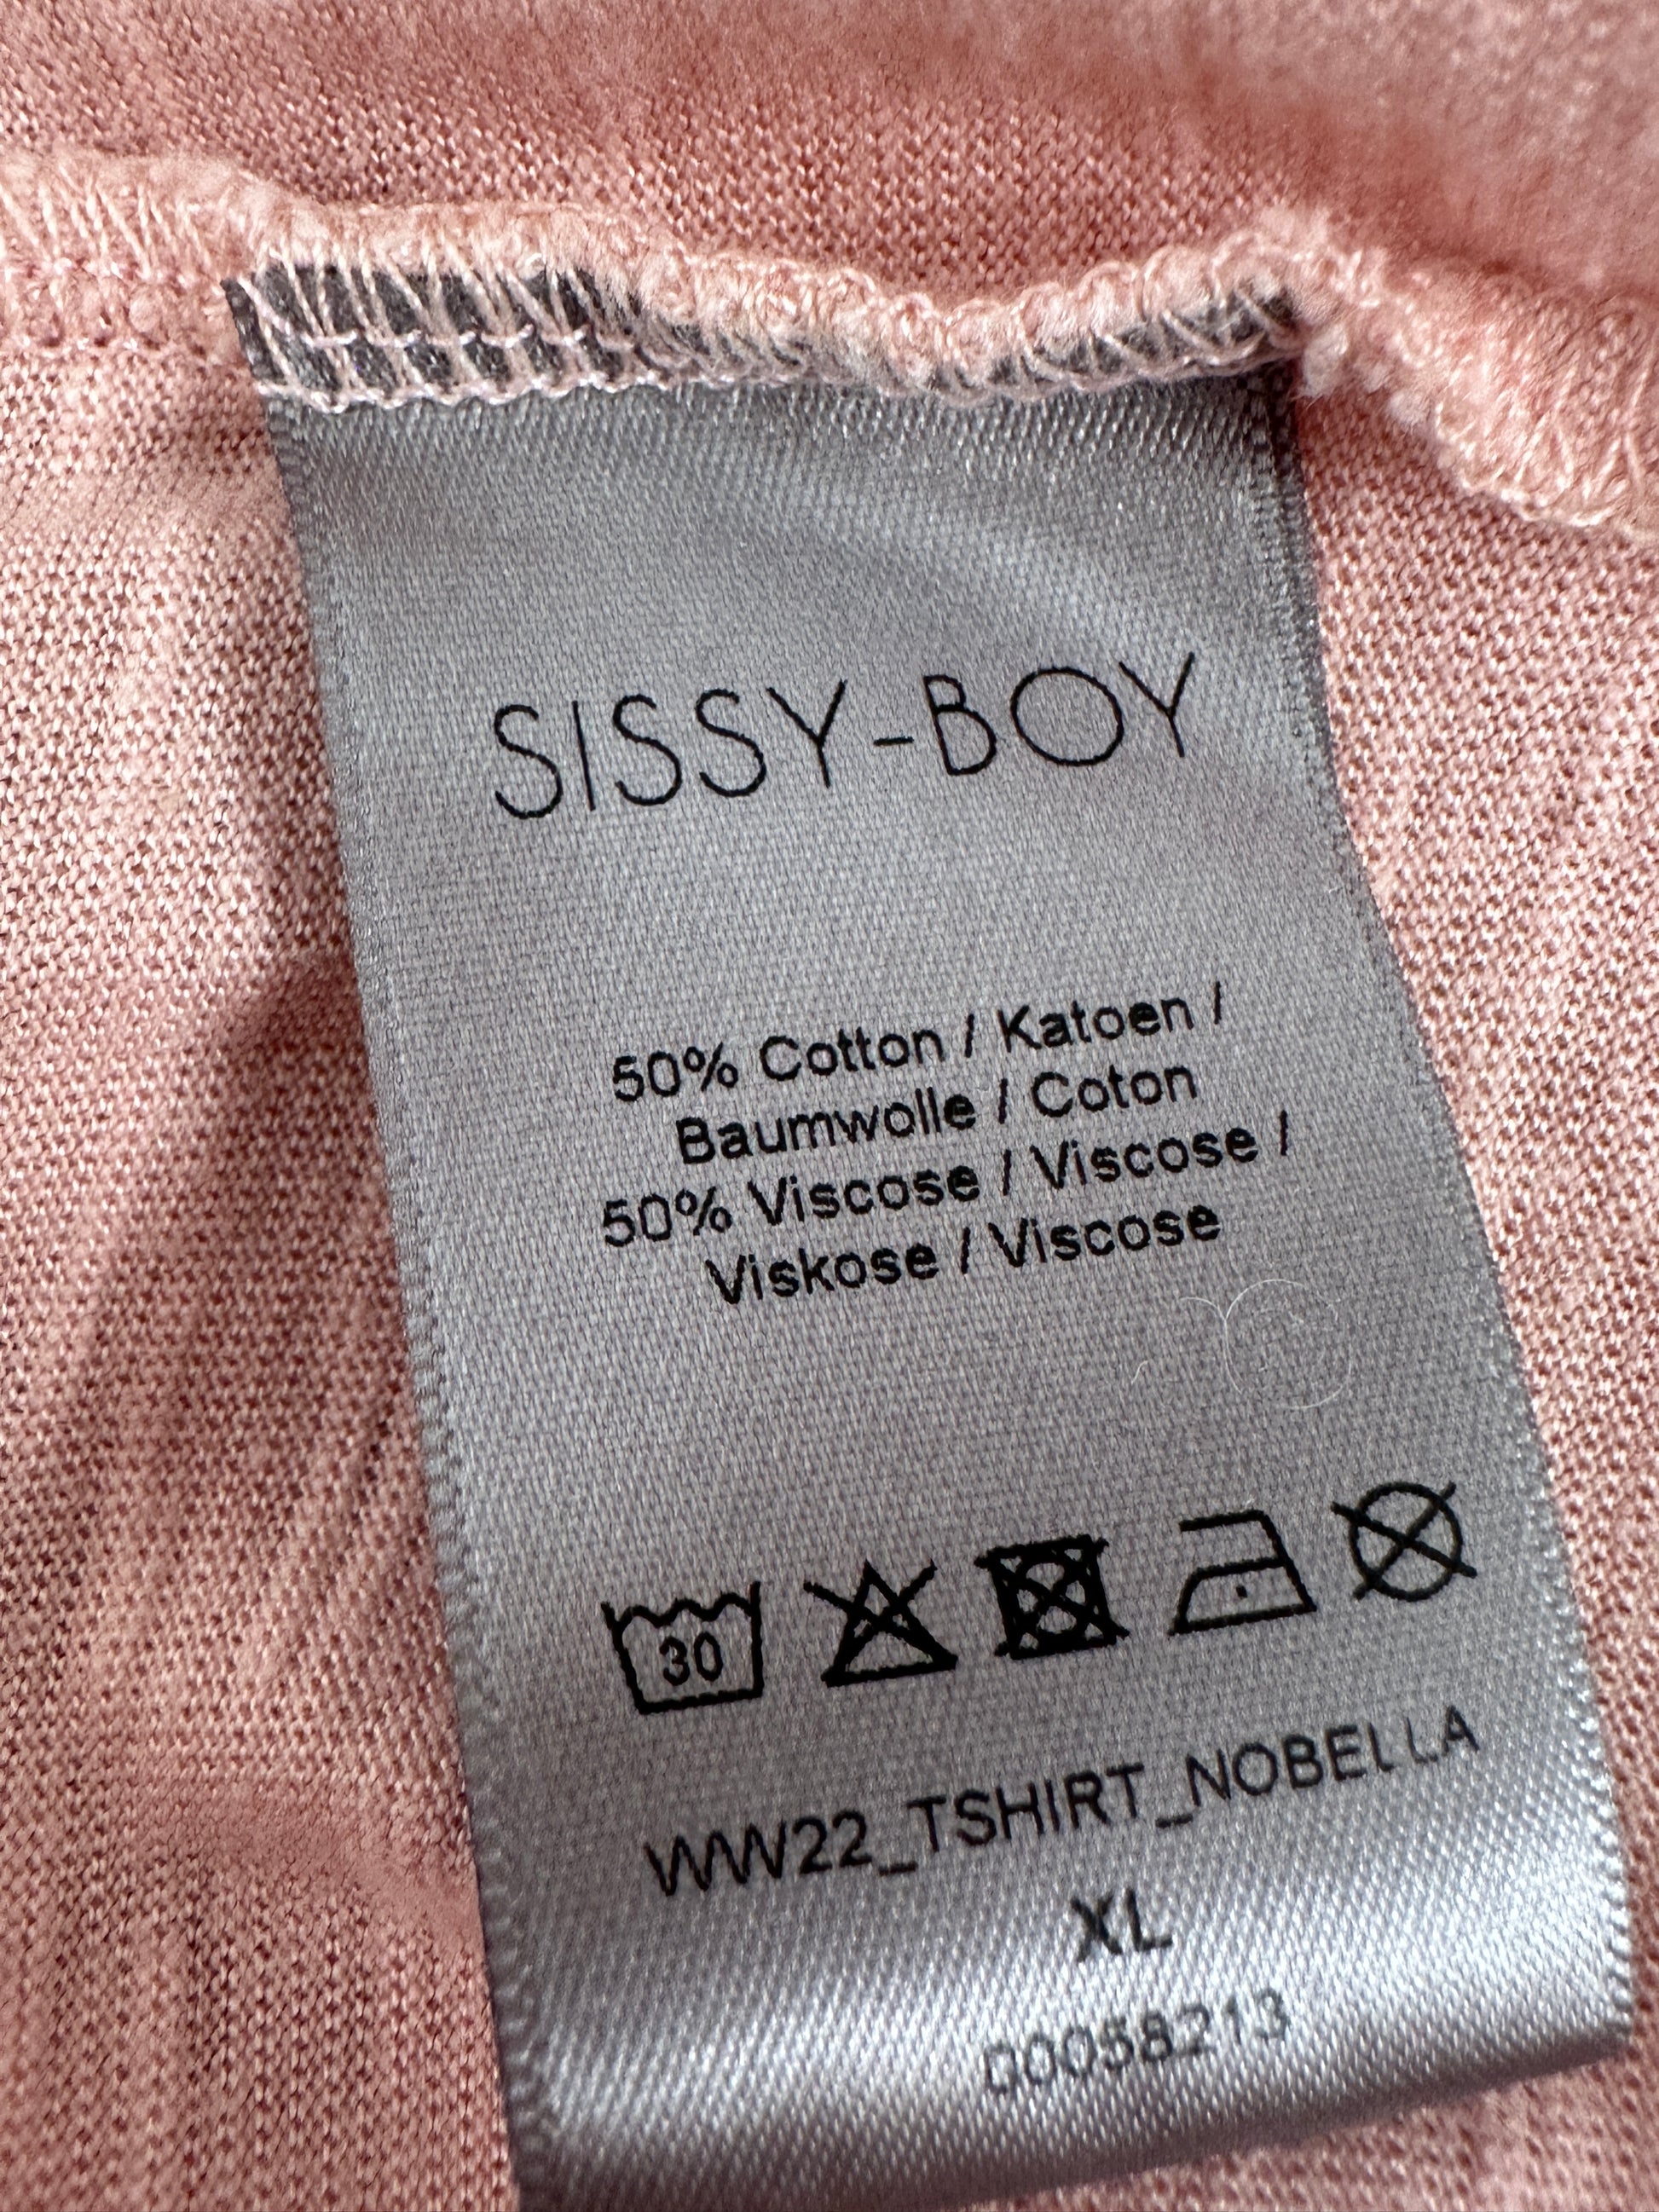 SISSY-BOY
50% Cotton / Katoen /
Baumwolle / Coton
50% Viscose / Viscose /
Viskose / Viscose
30
WW22_TSHIRT_NOBELLA
XL
00058213